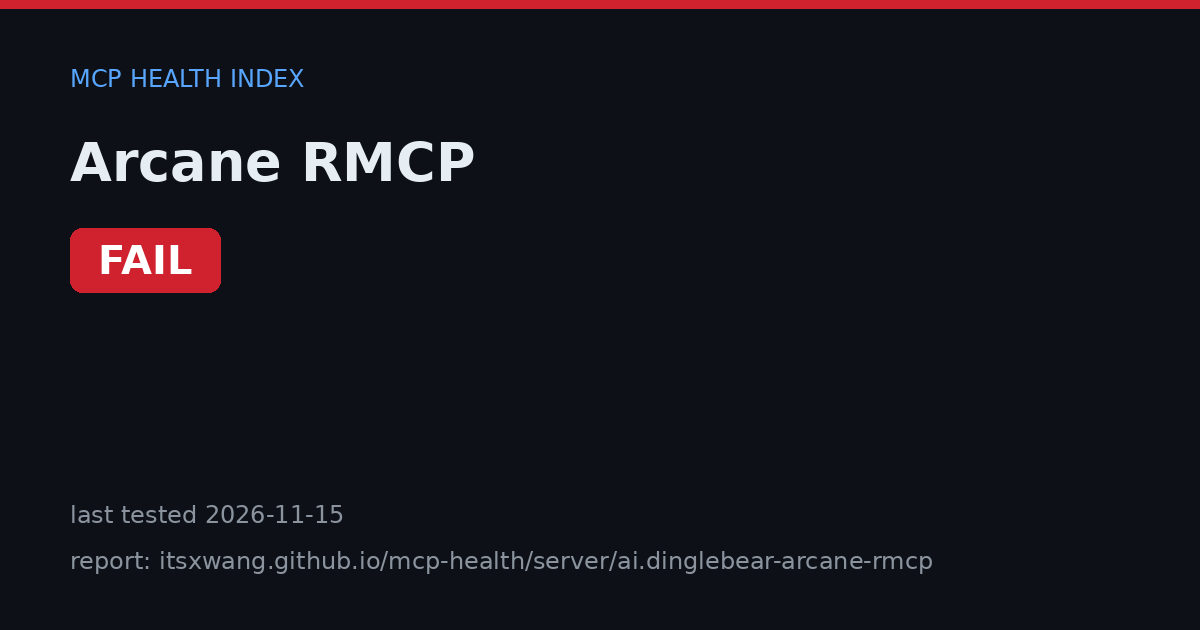 MCP HEALTH INDEX
Arcane RMCP
FAIL
last tested 2026-11-15
report: itsxwang.github.io/mcp-health/server/ai.dinglebear-arcane-rmcp